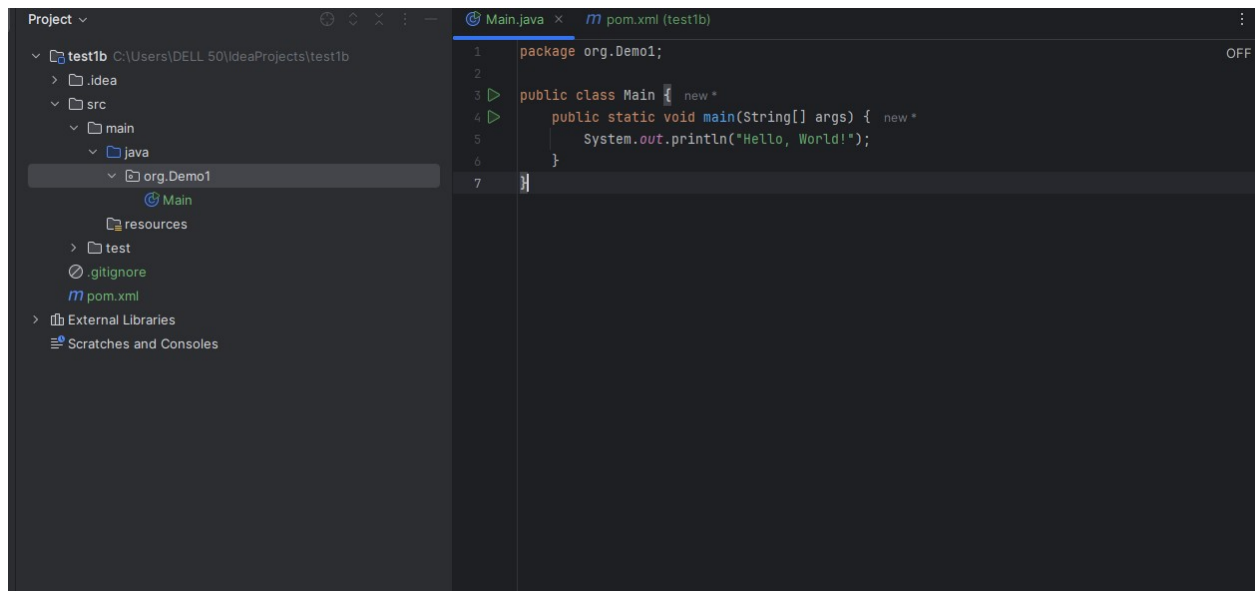 Project
test1b C:\Users\DELL 50\IdeaProjects\test1b
.idea
src
main
java
org.Demo1
Main
resources
test
.gitignore
pom.xml
External Libraries
Scratches and Consoles
Main.java × m pom.xml (test1b)
OFF
1 package org.Demo1;
2
3 public class Main { new *
4 public static void main(String[] args) { new *
5 System.out.println("Hello, World!");
6 }
7 }